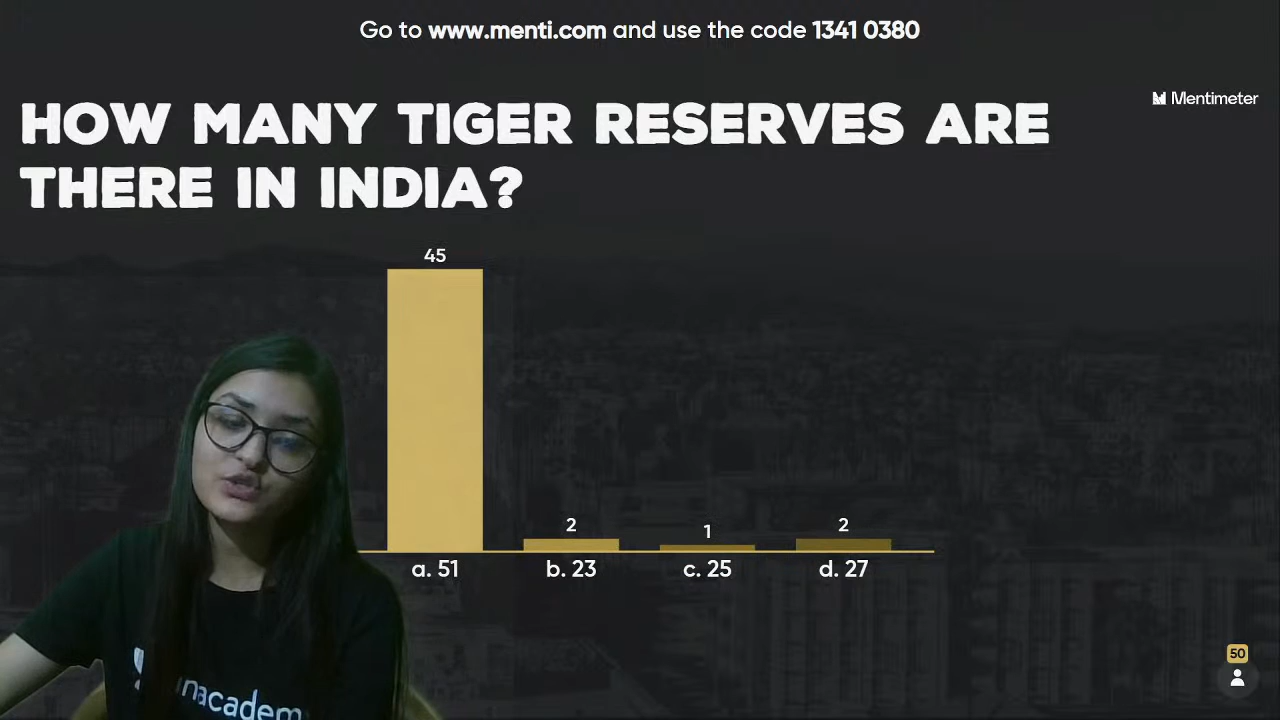 Go to www.menti.com and use the code 1341 0380
Mentimeter
HOW MANY TIGER RESERVES ARE
THERE IN INDIA?
45
2
1
2
a. 51
b. 23
c. 25
d. 27
50
unacademy